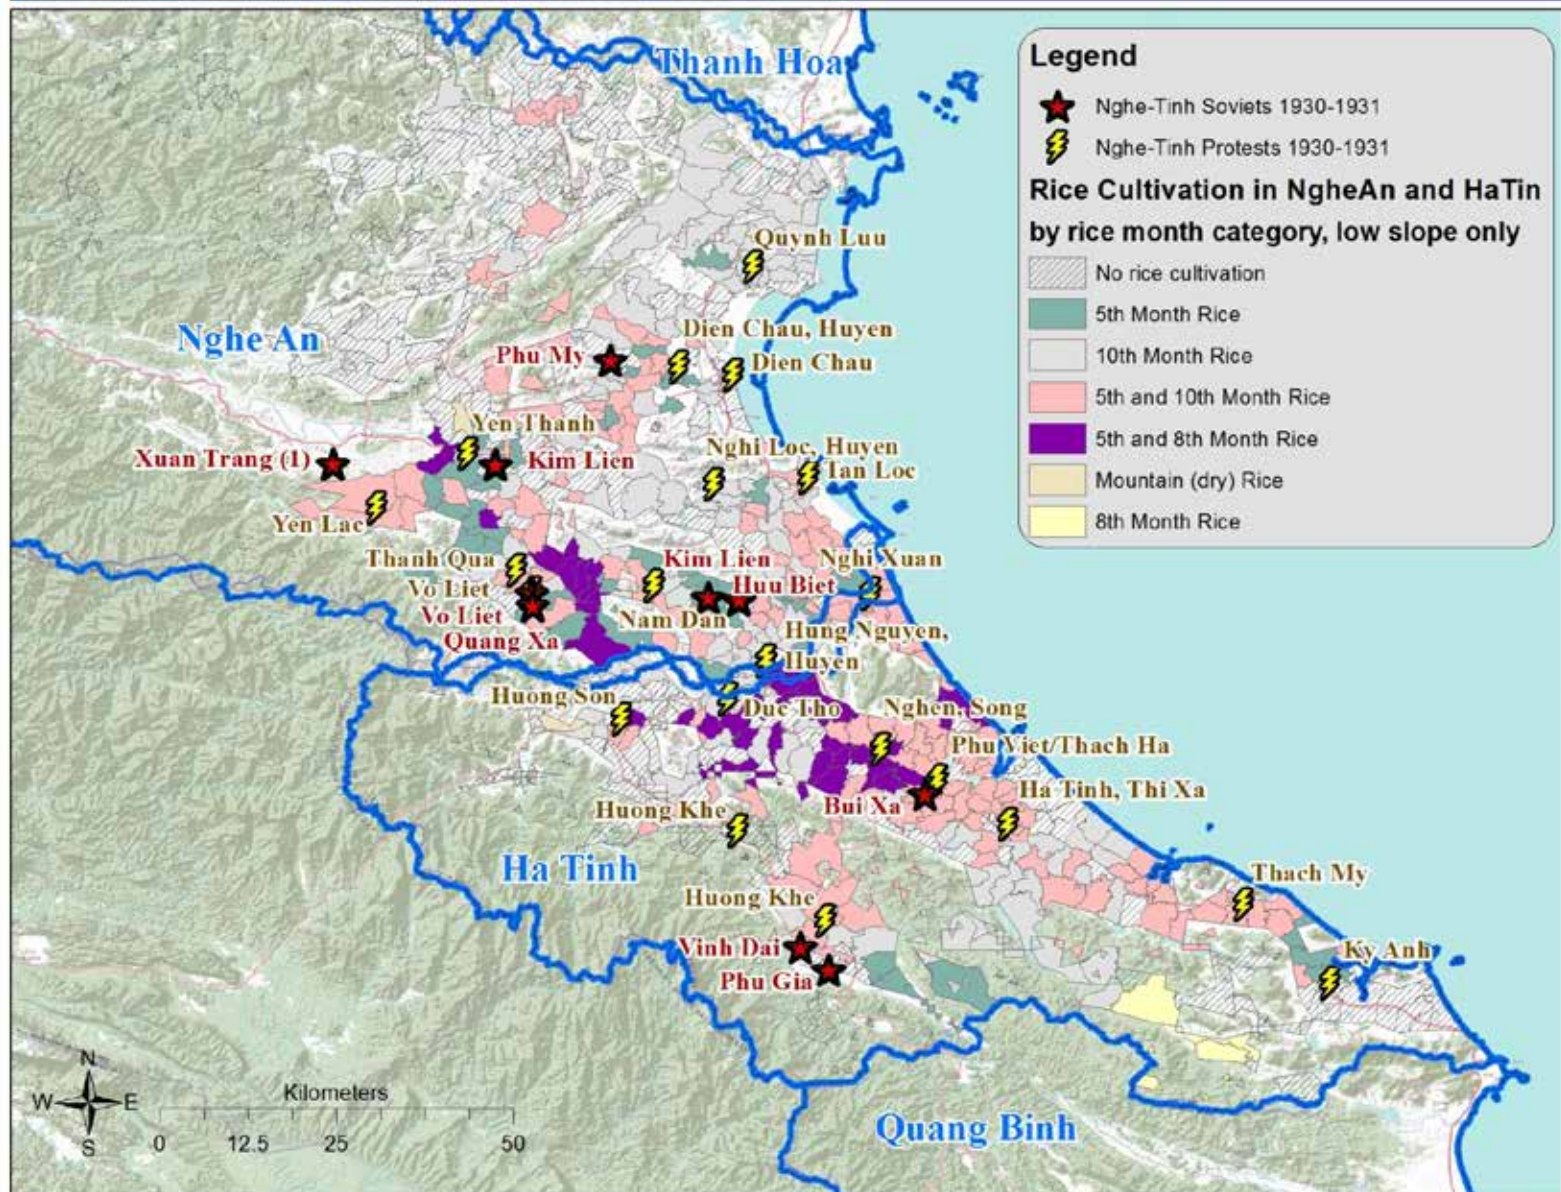 Thanh Hoa
Legend
Nghe-Tinh Soviets 1930-1931
Nghe-Tinh Protests 1930-1931
Rice Cultivation in NgheAn and HaTin
by rice month category, low slope only
No rice cultivation
5th Month Rice
10th Month Rice
5th and 10th Month Rice
5th and 8th Month Rice
Mountain (dry) Rice
8th Month Rice
Quynh Luu
Nghe An
Dien Chau, Huyen
Phu My
Dien Chau
Yen Thanh
Xuan Trang (1)
Kim Lien
Nghi Loc, Huyen
Tan Loc
Yen Lac
Thanh Qua
Kim Lien
Nghi Xuan
Vo Liet
Huu Biet
Vo Liet
Nam Dan
Quang Xa
Hung Nguyen,
Huyen
Huong Son
Duc Tho
Nghen, Song
Phu Viet/Thach Ha
Ha Tinh, Thi Xa
Bui Xa
Huong Khe
Ha Tinh
Thach My
Huong Khe
Vinh Dai
Ky Anh
Phu Gia
N
W
E
S
Kilometers
0 12.5 25 50
Quang Binh